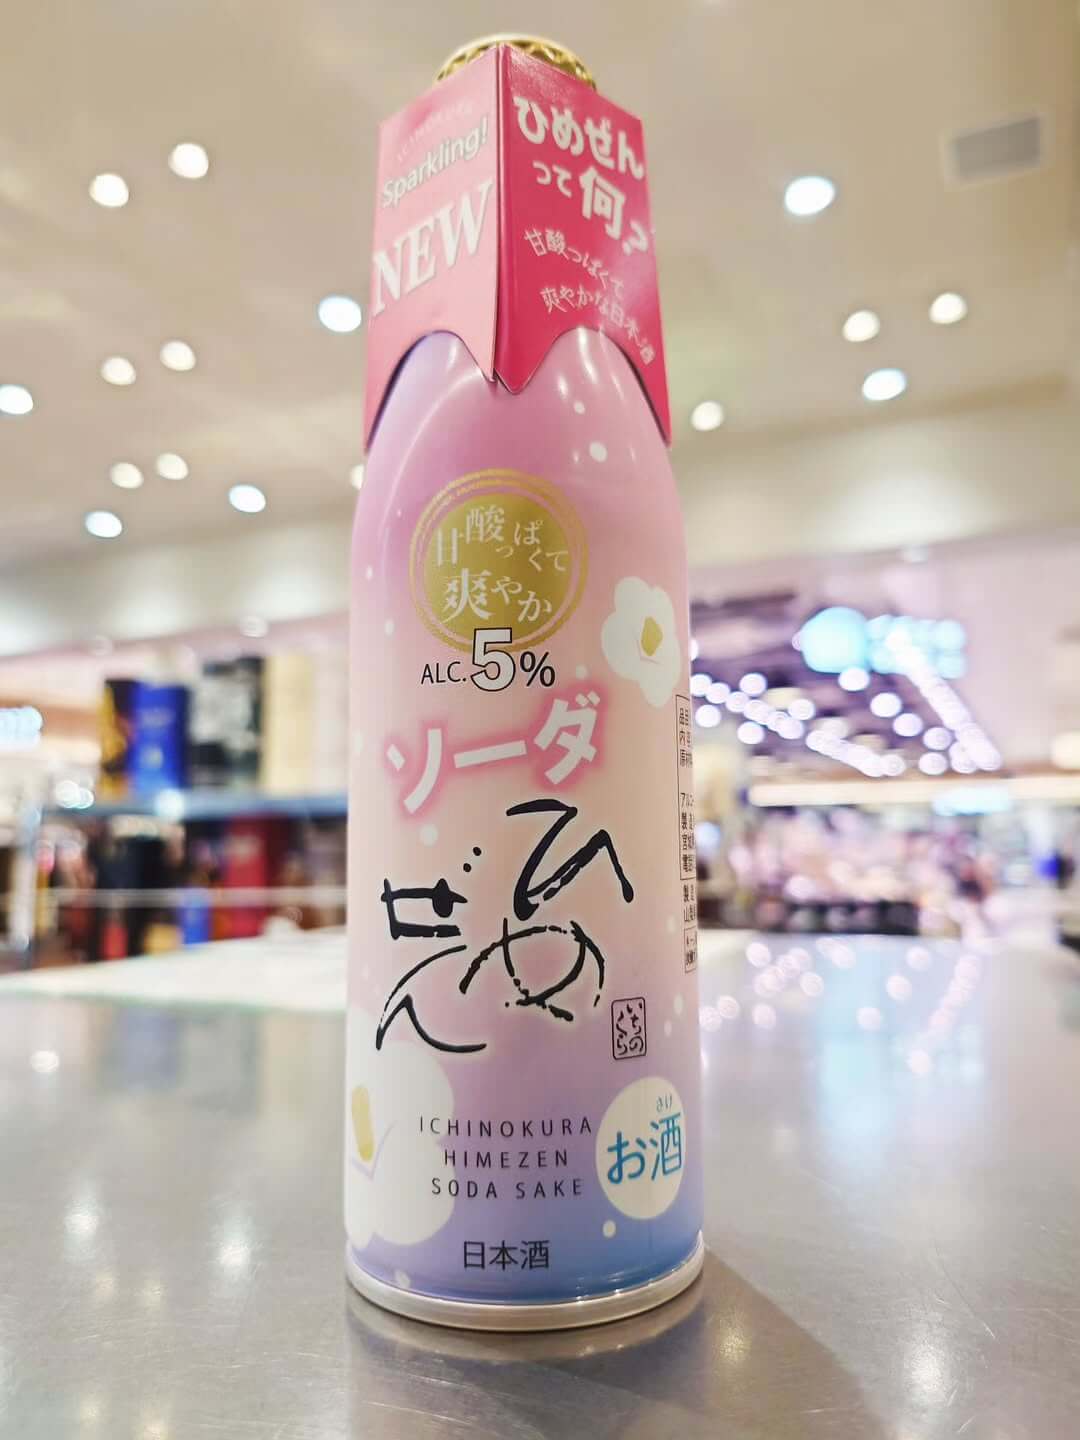 Sparkling!
NEW
ひめぜん
って何？
甘酸っぱくて
爽やかな日本酒
甘酸っぱくて
爽やか
ALC.5%
ソーダ
ひめ
ぜん
いちの
くら
ICHINOKURA
HIMEZEN
SODA SAKE
さけ
お酒
日本酒